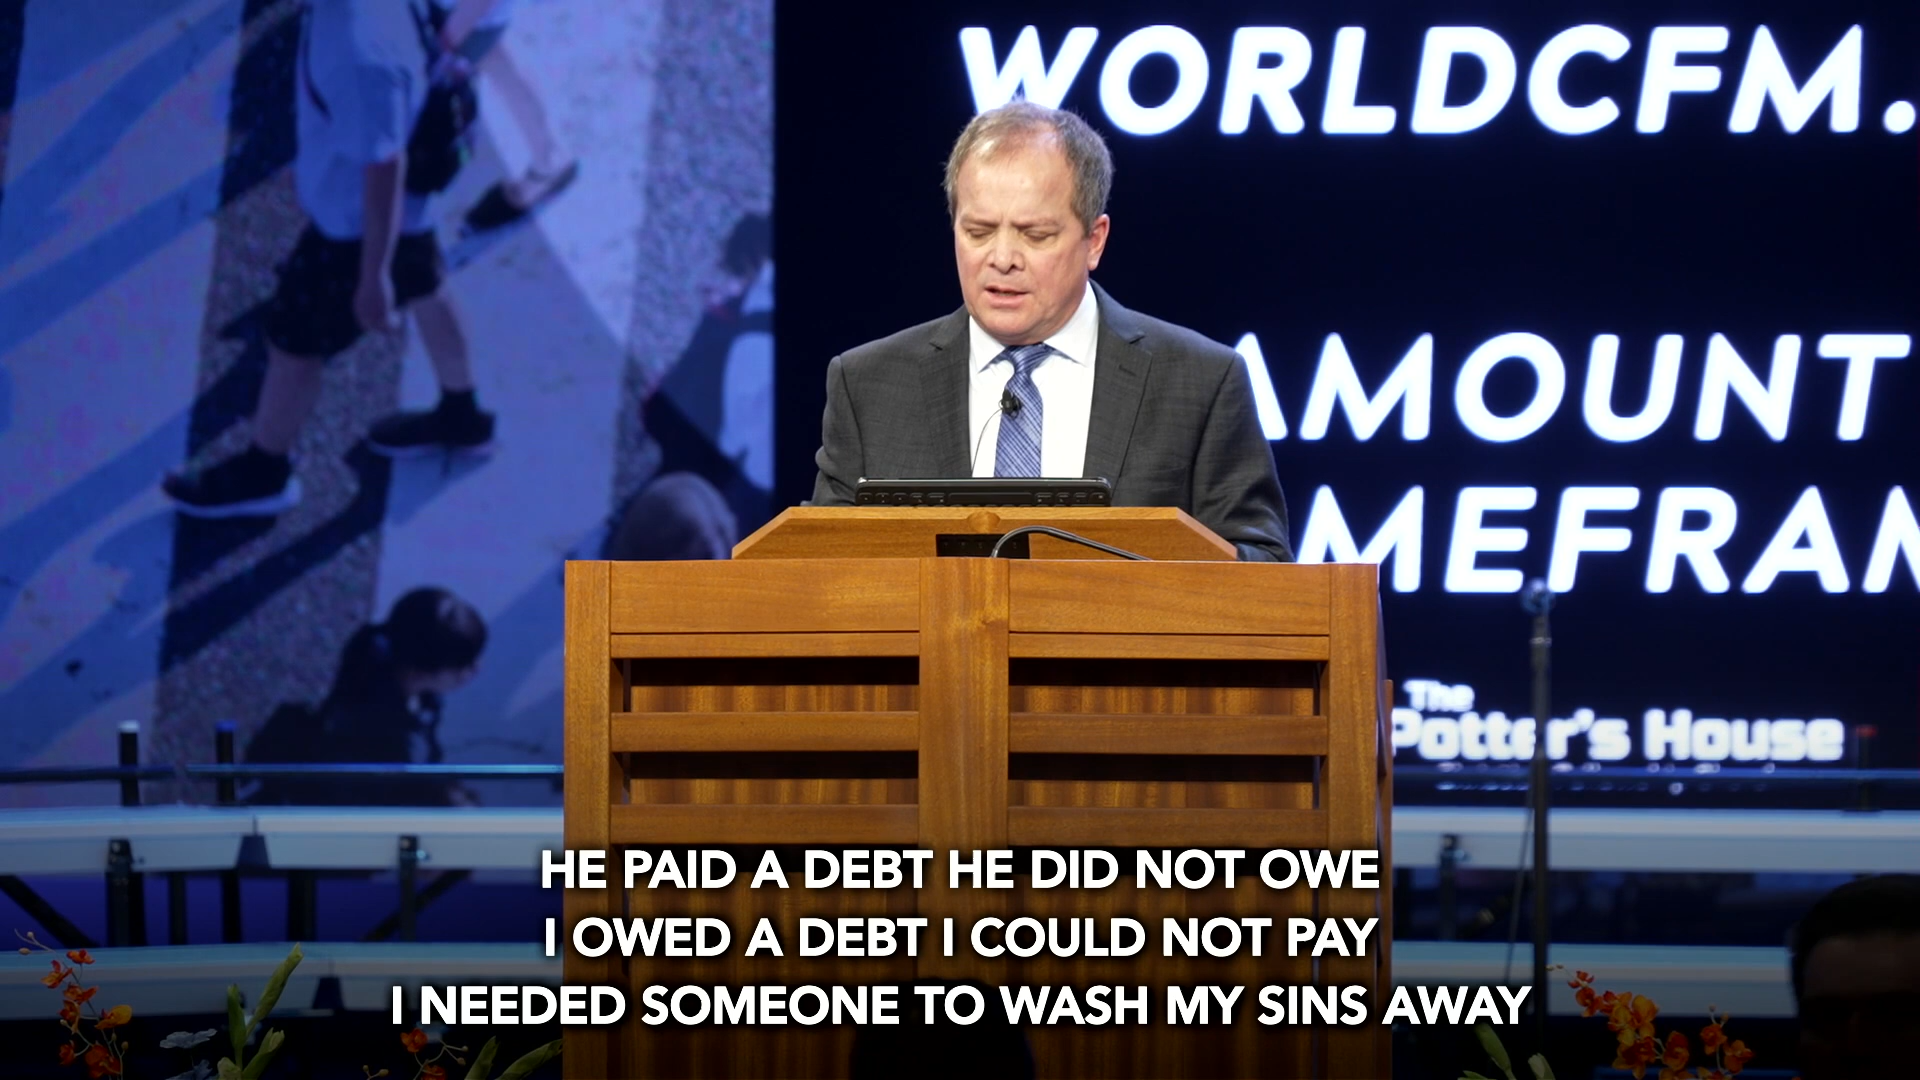 WORLDCFM.
AMOUNT
MEFRAM
The
Potter's House
HE PAID A DEBT HE DID NOT OWE
I OWED A DEBT I COULD NOT PAY
I NEEDED SOMEONE TO WASH MY SINS AWAY